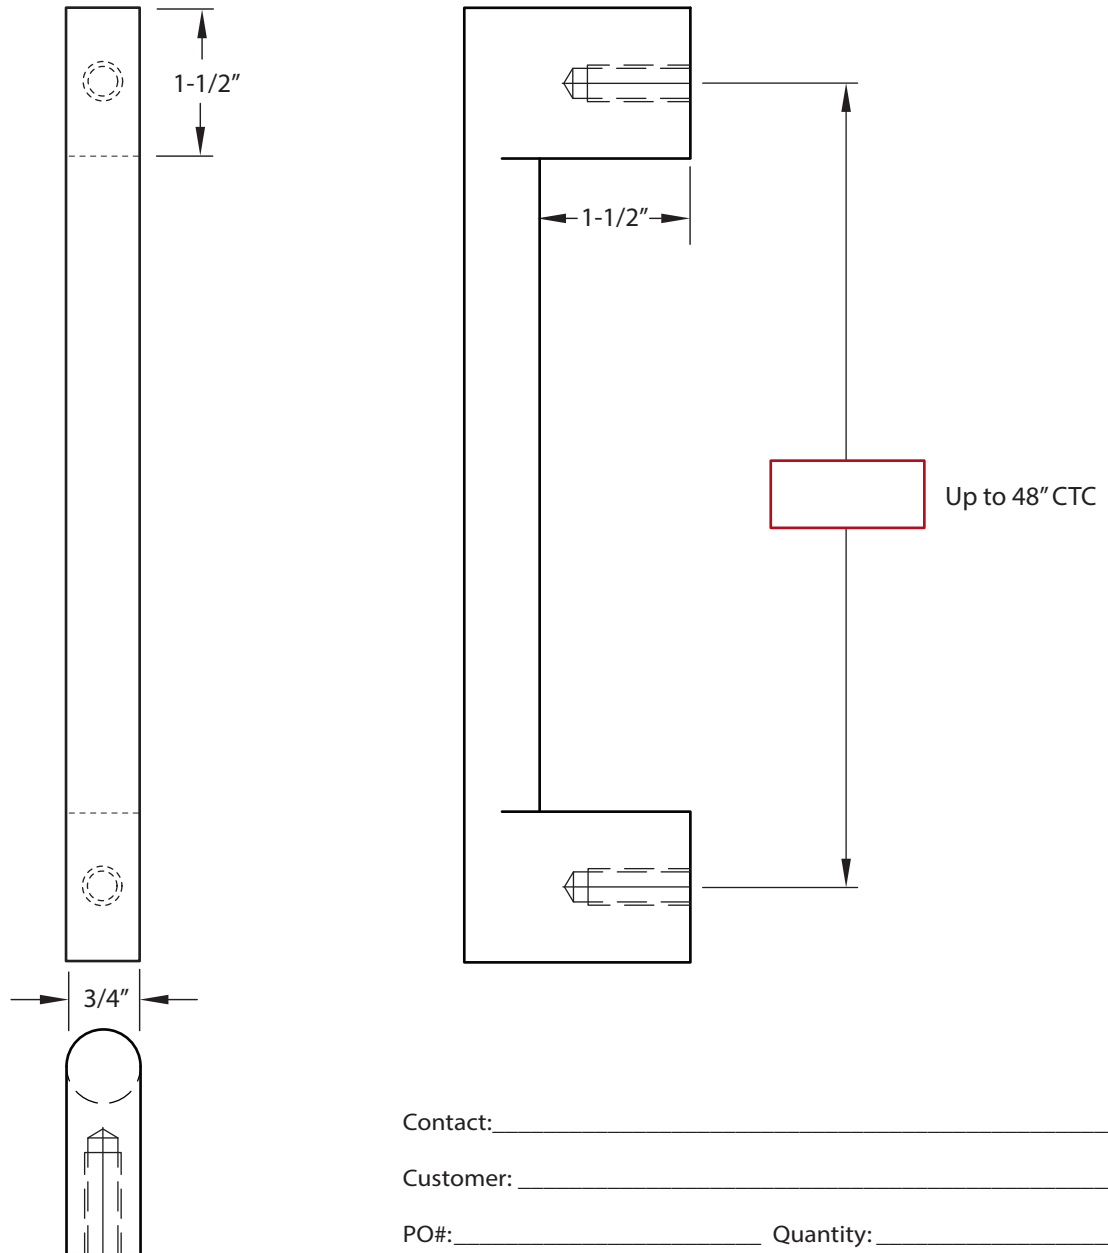 1-1/2”
1-1/2”
Up to 48” CTC
3/4”
Contact:
Customer:
PO#: Quantity: